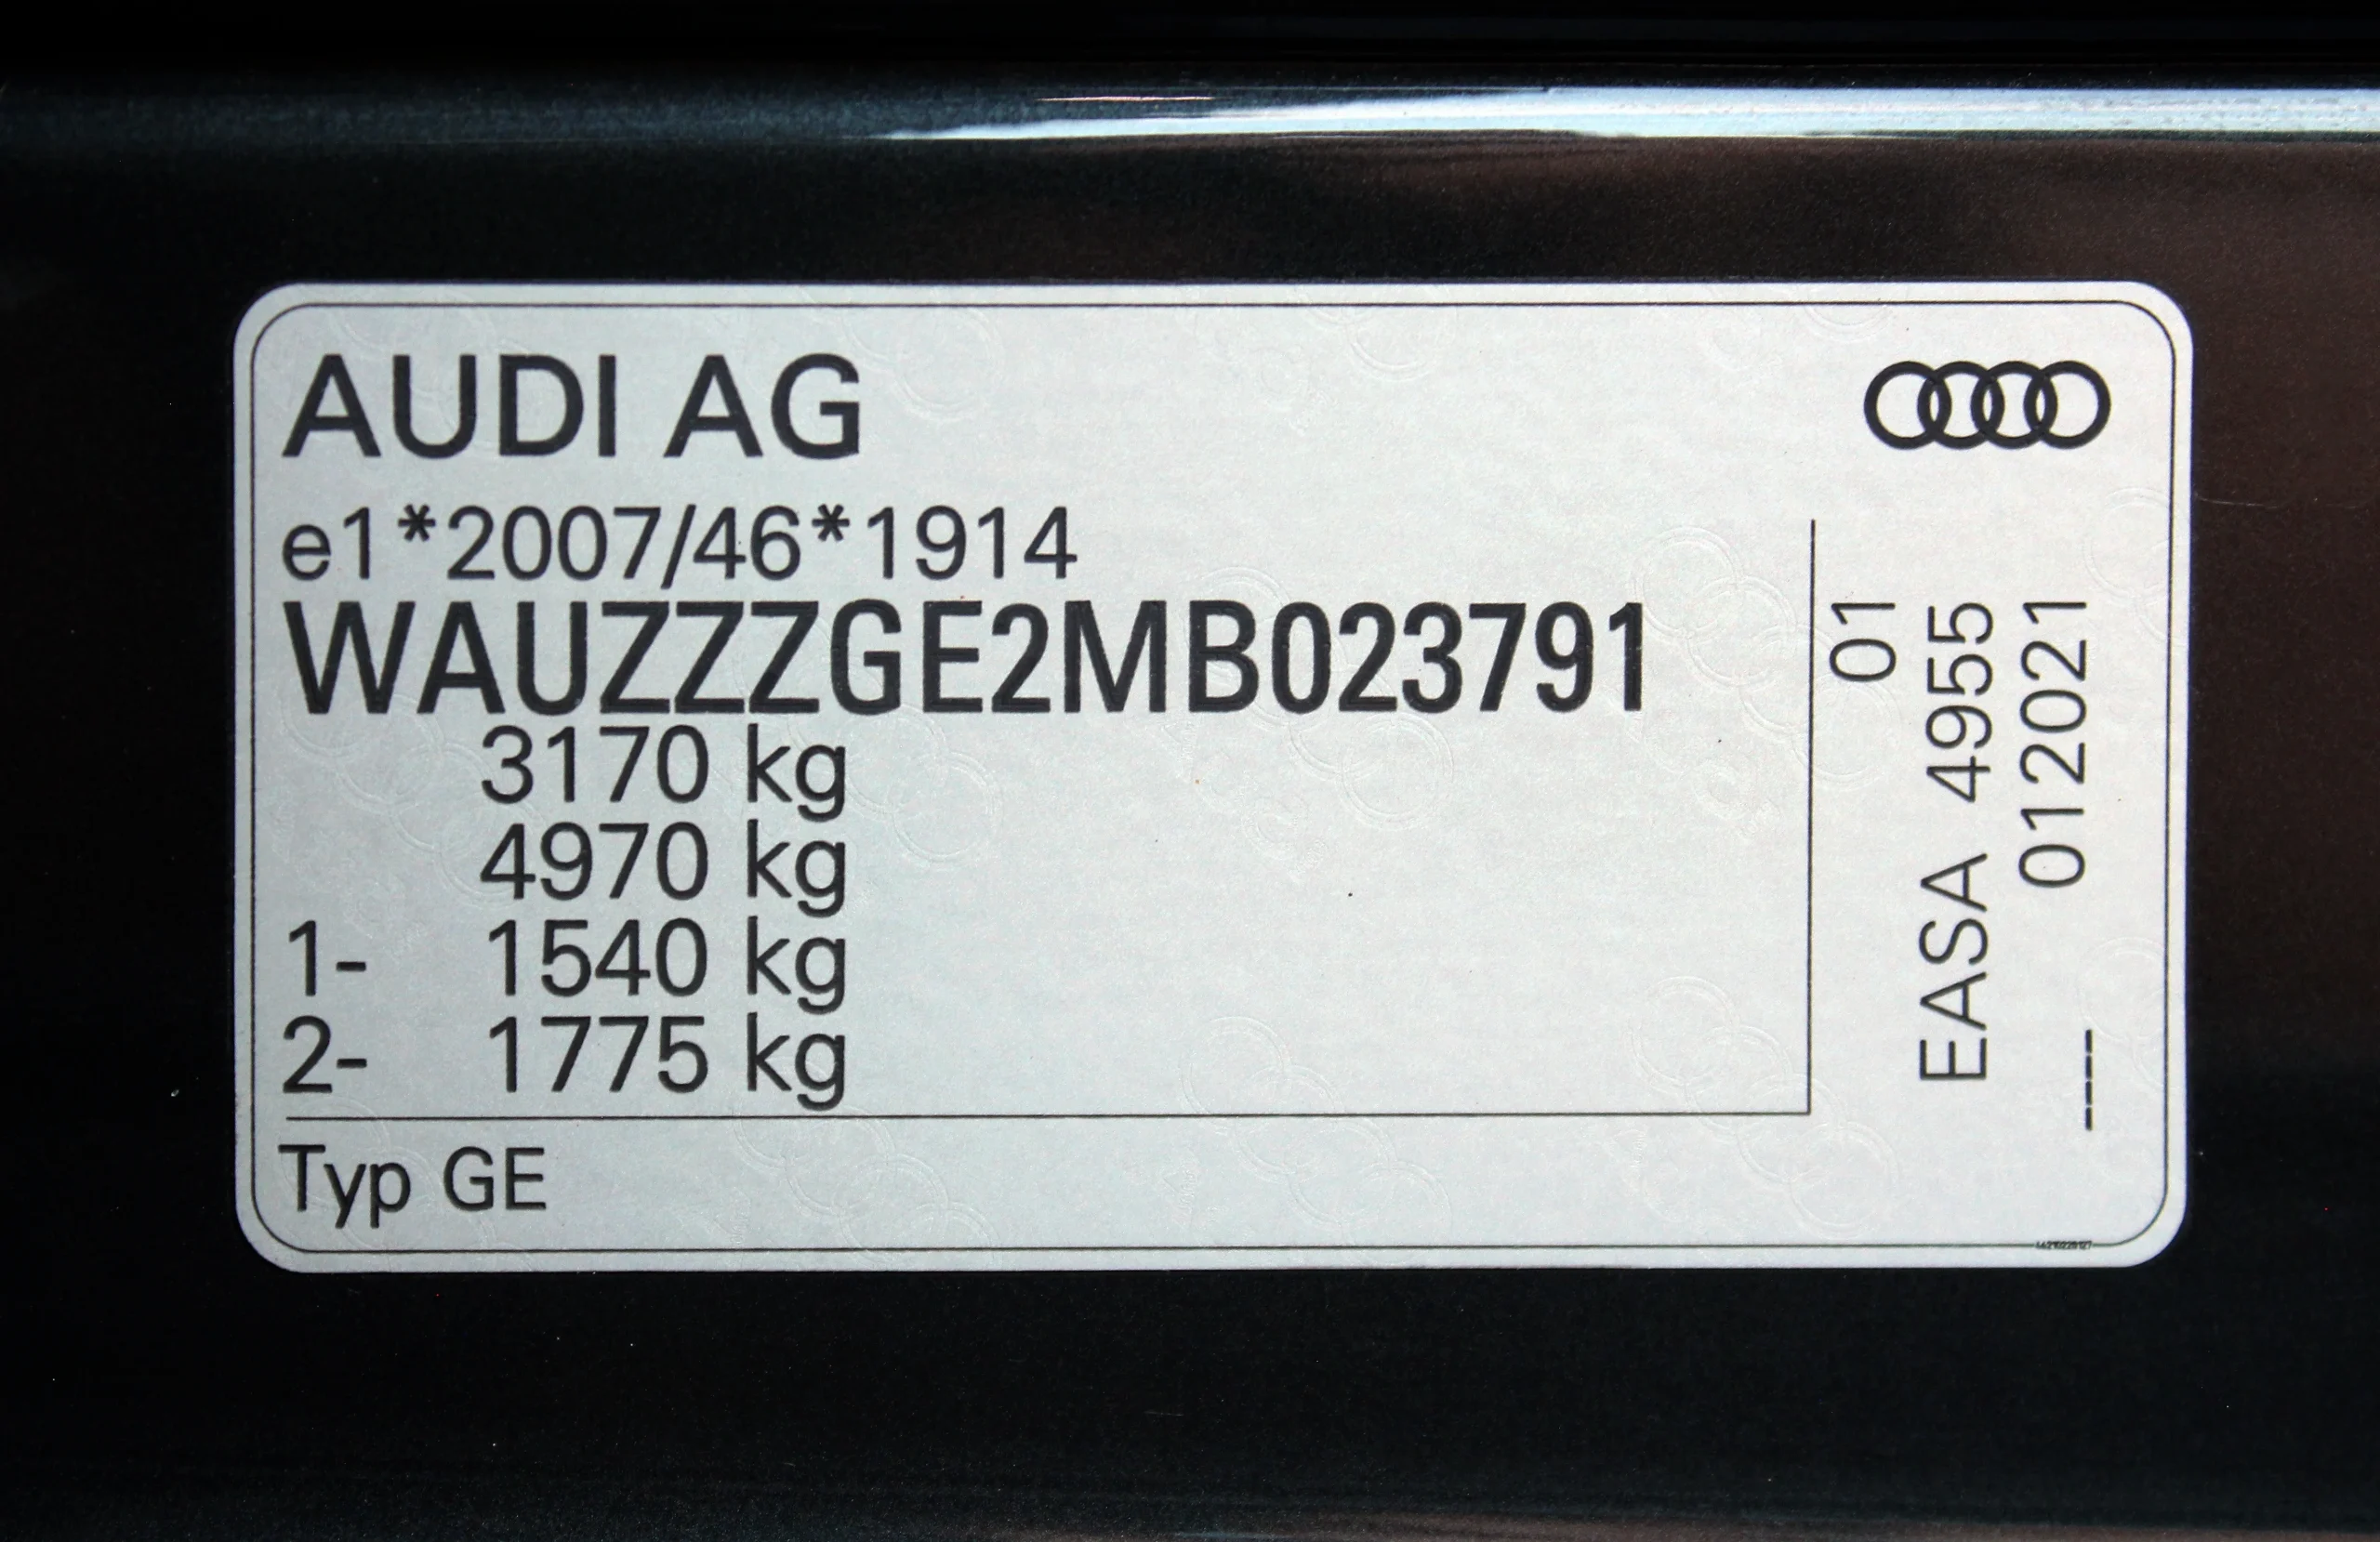 AUDI AG
e1*2007/46*1914
WAUZZZGE2MB023791
3170 kg
4970 kg
1- 1540 kg
2- 1775 kg
Typ GE
01
EASA 4955
012021
----